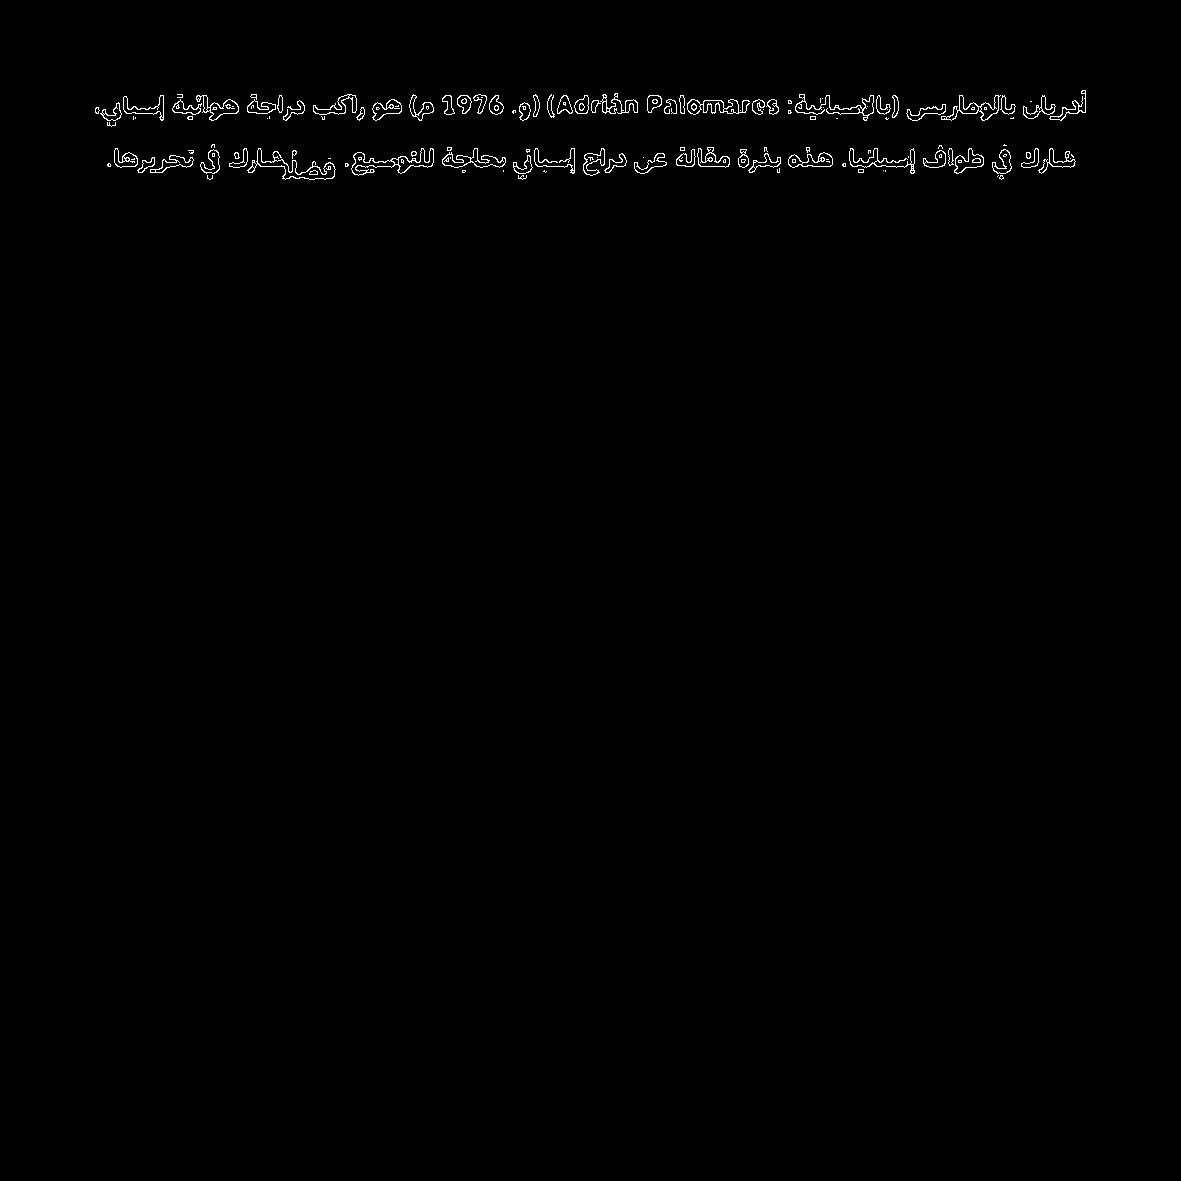 أدريان بالوماريس (بالإسبانية: Adrián Palomares) (و. 1976 م) هو راكب دراجة هوائية إسباني،
شارك في طواف إسبانيا. هذه بذرة مقالة عن دراج إسباني بحاجة للتوسيع. فضلًا شارك في تحريرها.